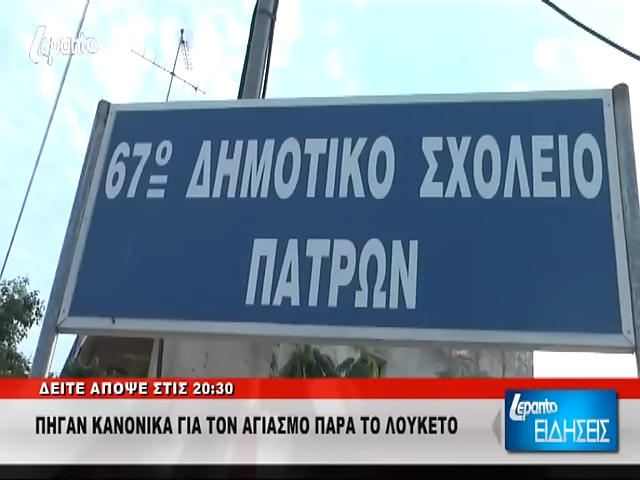 Lepanto
67ο ΔΗΜΟΤΙΚΟ ΣΧΟΛΕΙΟ
ΠΑΤΡΩΝ
ΔΕΙΤΕ ΑΠΟΨΕ ΣΤΙΣ 20:30
ΠΗΓΑΝ ΚΑΝΟΝΙΚΑ ΓΙΑ ΤΟΝ ΑΓΙΑΣΜΟ ΠΑΡΑ ΤΟ ΛΟΥΚΕΤΟ
Lepanto
ΕΙΔΗΣΕΙΣ